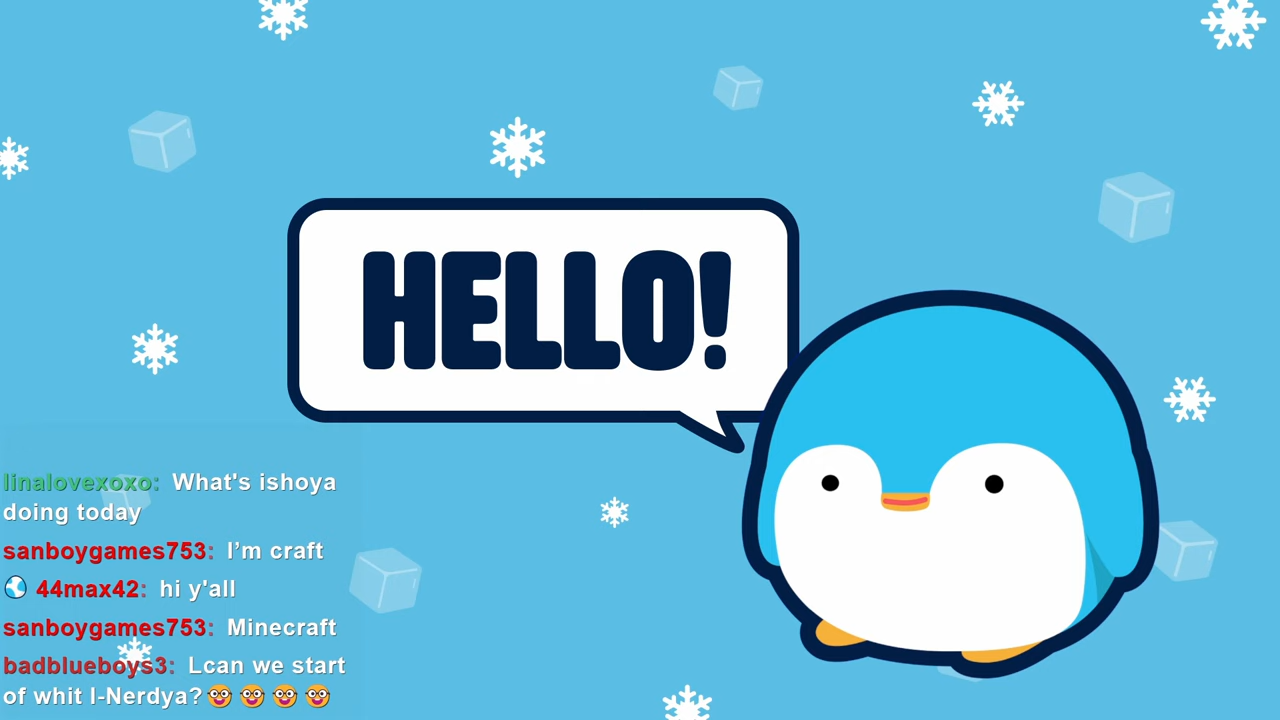 HELLO!
linalovexoxo: What's ishoya
doing today
sanboygames753: I’m craft
44max42: hi y'all
sanboygames753: Minecraft
badblueboys3: Lcan we start
of whit I-Nerdya?